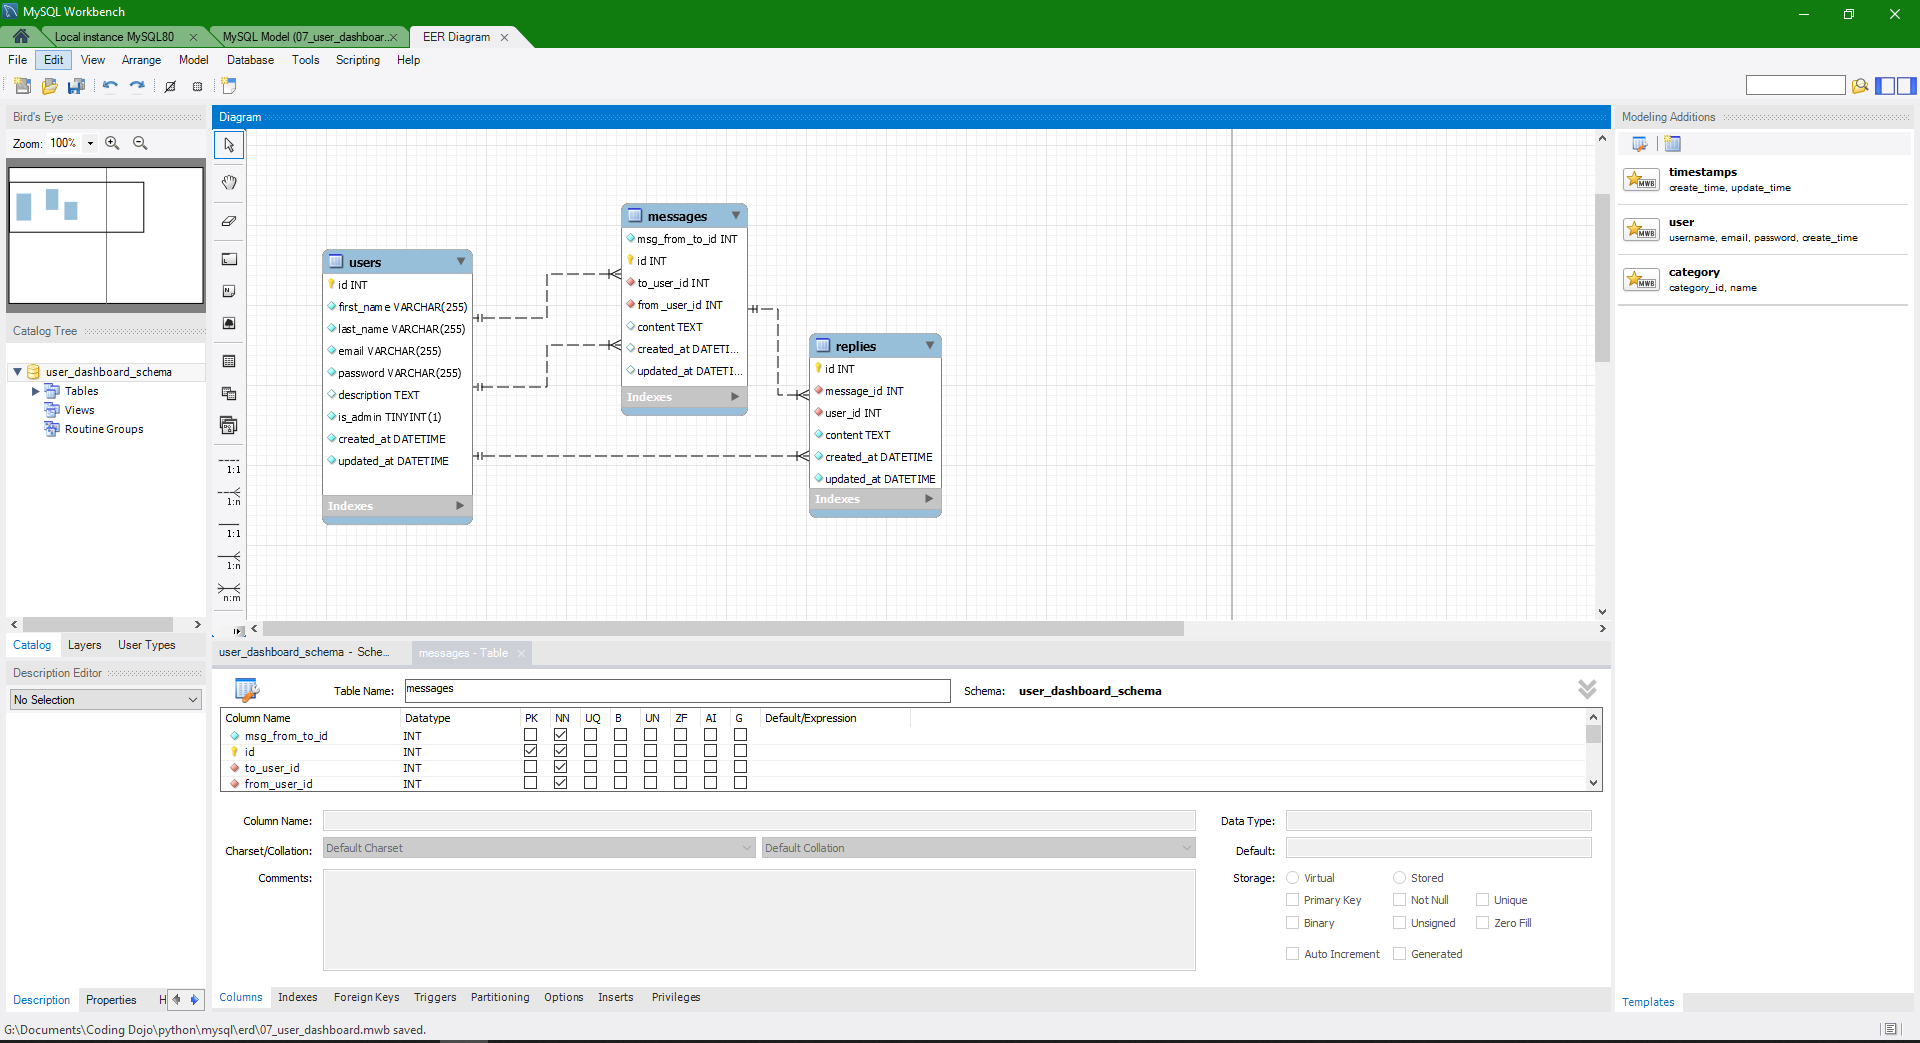 MySQL Workbench
Local instance MySQL80
MySQL Model (07_user_dashboar...
EER Diagram
File Edit View Arrange Model Database Tools Scripting Help
Bird's Eye
Zoom: 100%
Catalog Tree
user_dashboard_schema
Tables
Views
Routine Groups
Catalog Layers User Types
Description Editor
No Selection
Description Properties H
Diagram
1:1
1:n
1:1
1:n
n:m
users
id INT
first_name VARCHAR(255)
last_name VARCHAR(255)
email VARCHAR(255)
password VARCHAR(255)
description TEXT
is_admin TINYINT(1)
created_at DATETIME
updated_at DATETIME
Indexes
messages
msg_from_to_id INT
id INT
to_user_id INT
from_user_id INT
content TEXT
created_at DATETI...
updated_at DATETI...
Indexes
replies
id INT
message_id INT
user_id INT
content TEXT
created_at DATETIME
updated_at DATETIME
Indexes
Modeling Additions
timestamps
create_time, update_time
user
username, email, password, create_time
category
category_id, name
Templates
user_dashboard_schema - Sche...
messages - Table
Table Name: messages Schema: user_dashboard_schema
Column Name Datatype PK NN UQ B UN ZF AI G Default/Expression
msg_from_to_id INT
id INT
to_user_id INT
from_user_id INT
Column Name: Data Type:
Charset/Collation: Default Charset Default Collation Default:
Comments: Storage: Virtual Stored
Primary Key Not Null Unique
Binary Unsigned Zero Fill
Auto Increment Generated
Columns Indexes Foreign Keys Triggers Partitioning Options Inserts Privileges
G:\Documents\Coding Dojo\python\mysql\erd\07_user_dashboard.mwb saved.